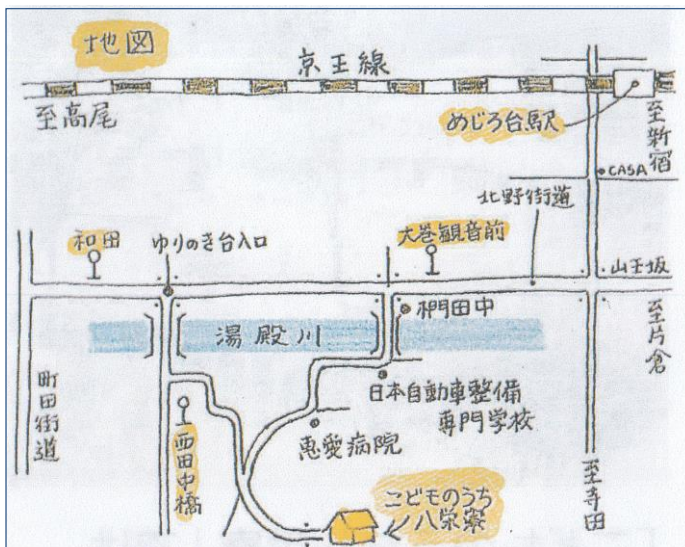 地図
京王線
至高尾
めじろ台駅
至新宿
CASA
北野街道
和田
ゆりのき台入口
大巻観音前
山王坂
椚田中
至片倉
湯殿川
町田街道
日本自動車整備
専門学校
西田中橋
恵愛病院
至寺田
こどものうち
八栄寮